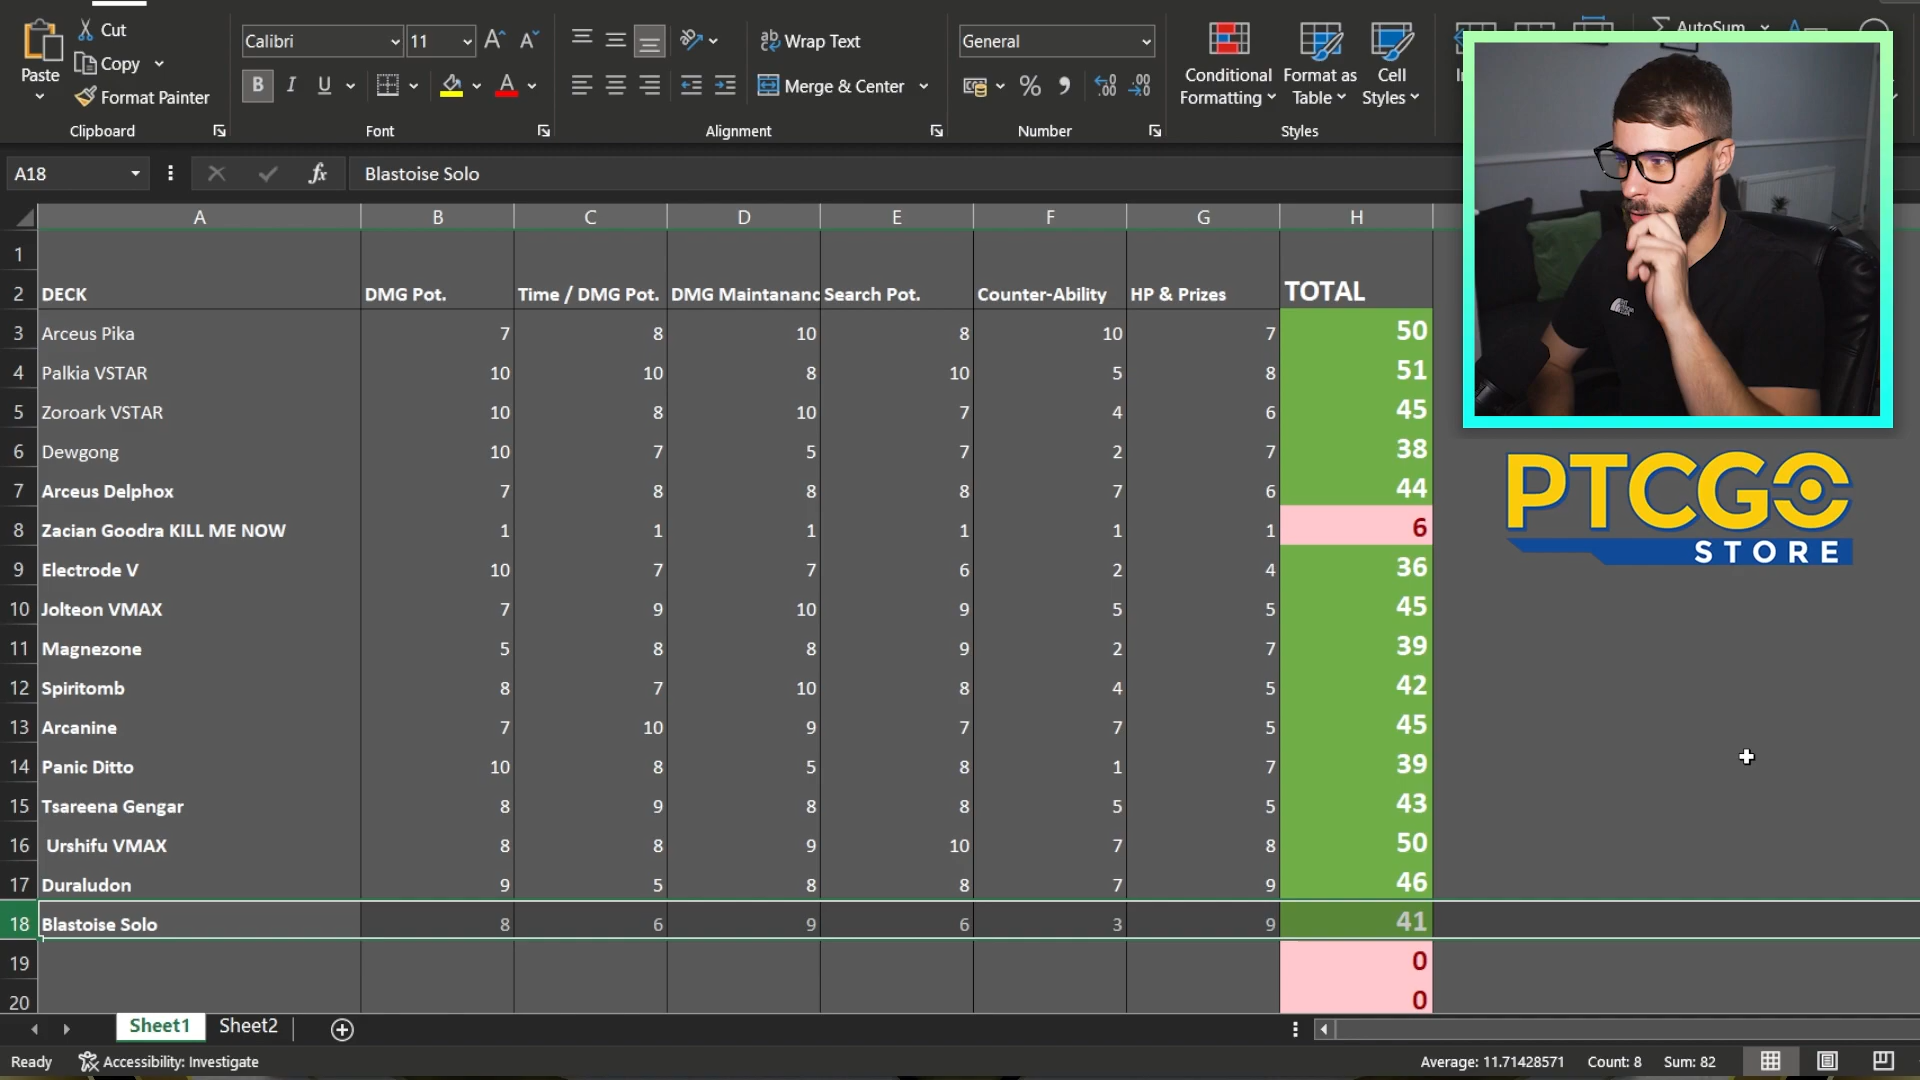 Paste
Cut
Copy
Format Painter
Clipboard
Calibri
11
A
A
B
I
U
A
Font
ab
Wrap Text
Merge & Center
Alignment
General
%
Number
Conditional
Formatting
Format as
Table
Cell
Styles
Styles
AutoSum
A18
fx
Blastoise Solo
A B C D E F G H
1
2 DECK DMG Pot. Time / DMG Pot. DMG Maintananc Search Pot. Counter-Ability HP & Prizes TOTAL
3 Arceus Pika 7 8 10 8 10 7 50
4 Palkia VSTAR 10 10 8 10 5 8 51
5 Zoroark VSTAR 10 8 10 7 4 6 45
6 Dewgong 10 7 5 7 2 7 38
7 Arceus Delphox 7 8 8 8 7 6 44
8 Zacian Goodra KILL ME NOW 1 1 1 1 1 1 6
9 Electrode V 10 7 7 6 2 4 36
10 Jolteon VMAX 7 9 10 9 5 5 45
11 Magnezone 5 8 8 9 2 7 39
12 Spiritomb 8 7 10 8 4 5 42
13 Arcanine 7 10 9 7 7 5 45
14 Panic Ditto 10 8 5 8 1 7 39
15 Tsareena Gengar 8 9 8 8 5 5 43
16 Urshifu VMAX 8 8 9 10 7 8 50
17 Duraludon 9 5 8 8 7 9 46
18 Blastoise Solo 8 6 9 6 3 9 41
19 0
20 0
PTCGO
STORE
Sheet1 Sheet2
Ready Accessibility: Investigate Average: 11.71428571 Count: 8 Sum: 82